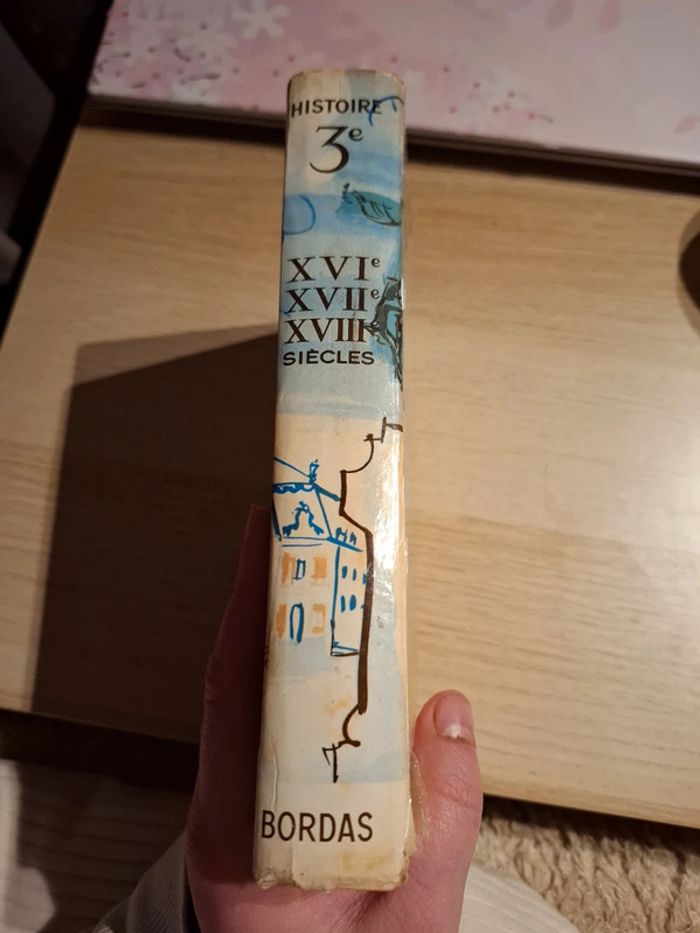 HISTOIRE
3e
XVIe
XVIIe
XVIIIe
SIÈCLES
BORDAS